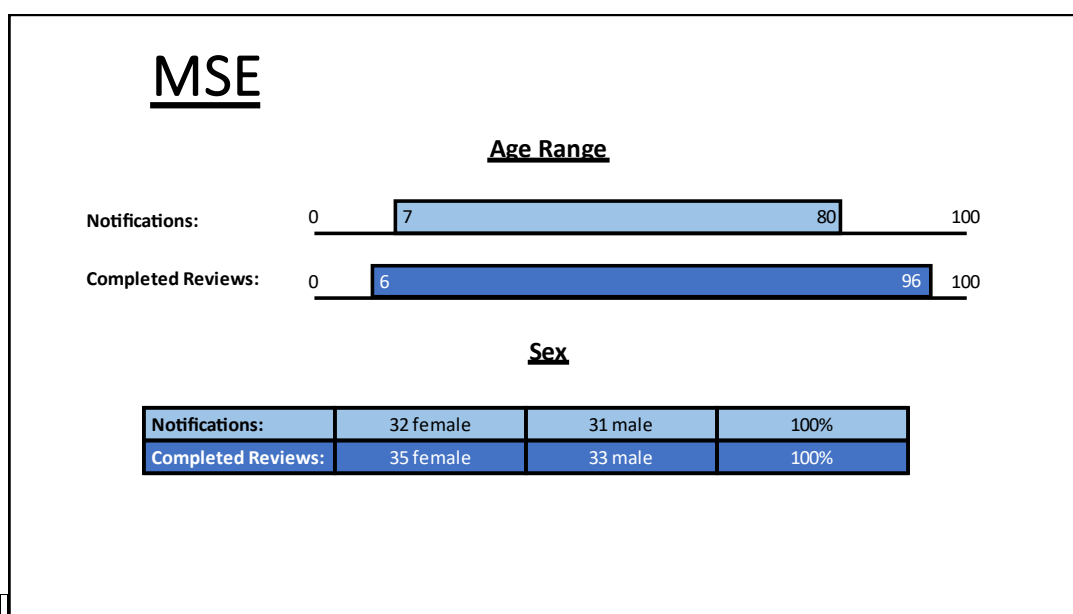 MSE
Age Range
Notifications: 0 7 80 100
Completed Reviews: 0 6 96 100
Sex
Notifications: 32 female 31 male 100%
Completed Reviews: 35 female 33 male 100%